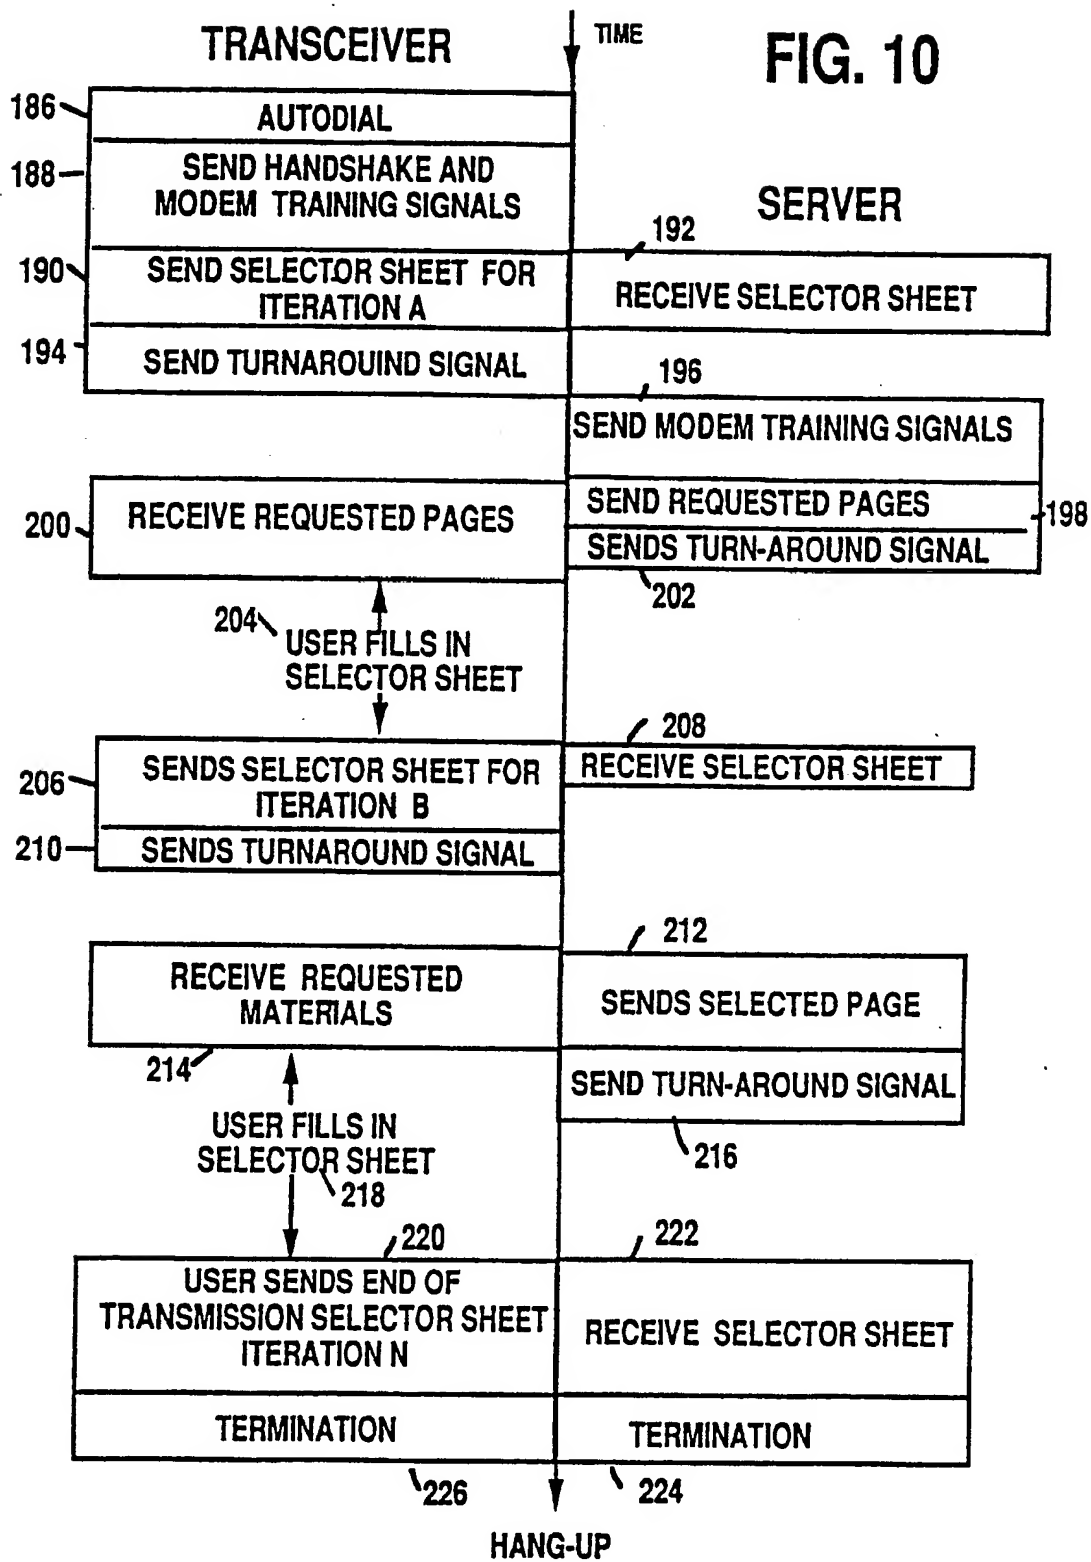 TRANSCEIVER
TIME
FIG. 10
186
AUTODIAL
188
SEND HANDSHAKE AND
MODEM TRAINING SIGNALS
SERVER
190
SEND SELECTOR SHEET FOR
ITERATION A
192
RECEIVE SELECTOR SHEET
194
SEND TURNAROUIND SIGNAL
196
SEND MODEM TRAINING SIGNALS
200
RECEIVE REQUESTED PAGES
SEND REQUESTED PAGES
198
SENDS TURN-AROUND SIGNAL
202
204
USER FILLS IN
SELECTOR SHEET
208
206
SENDS SELECTOR SHEET FOR
ITERATION B
RECEIVE SELECTOR SHEET
210
SENDS TURNAROUND SIGNAL
212
RECEIVE REQUESTED
MATERIALS
SENDS SELECTED PAGE
214
SEND TURN-AROUND SIGNAL
216
USER FILLS IN
SELECTOR SHEET
218
220
222
USER SENDS END OF
TRANSMISSION SELECTOR SHEET
ITERATION N
RECEIVE SELECTOR SHEET
TERMINATION
TERMINATION
226
224
HANG-UP